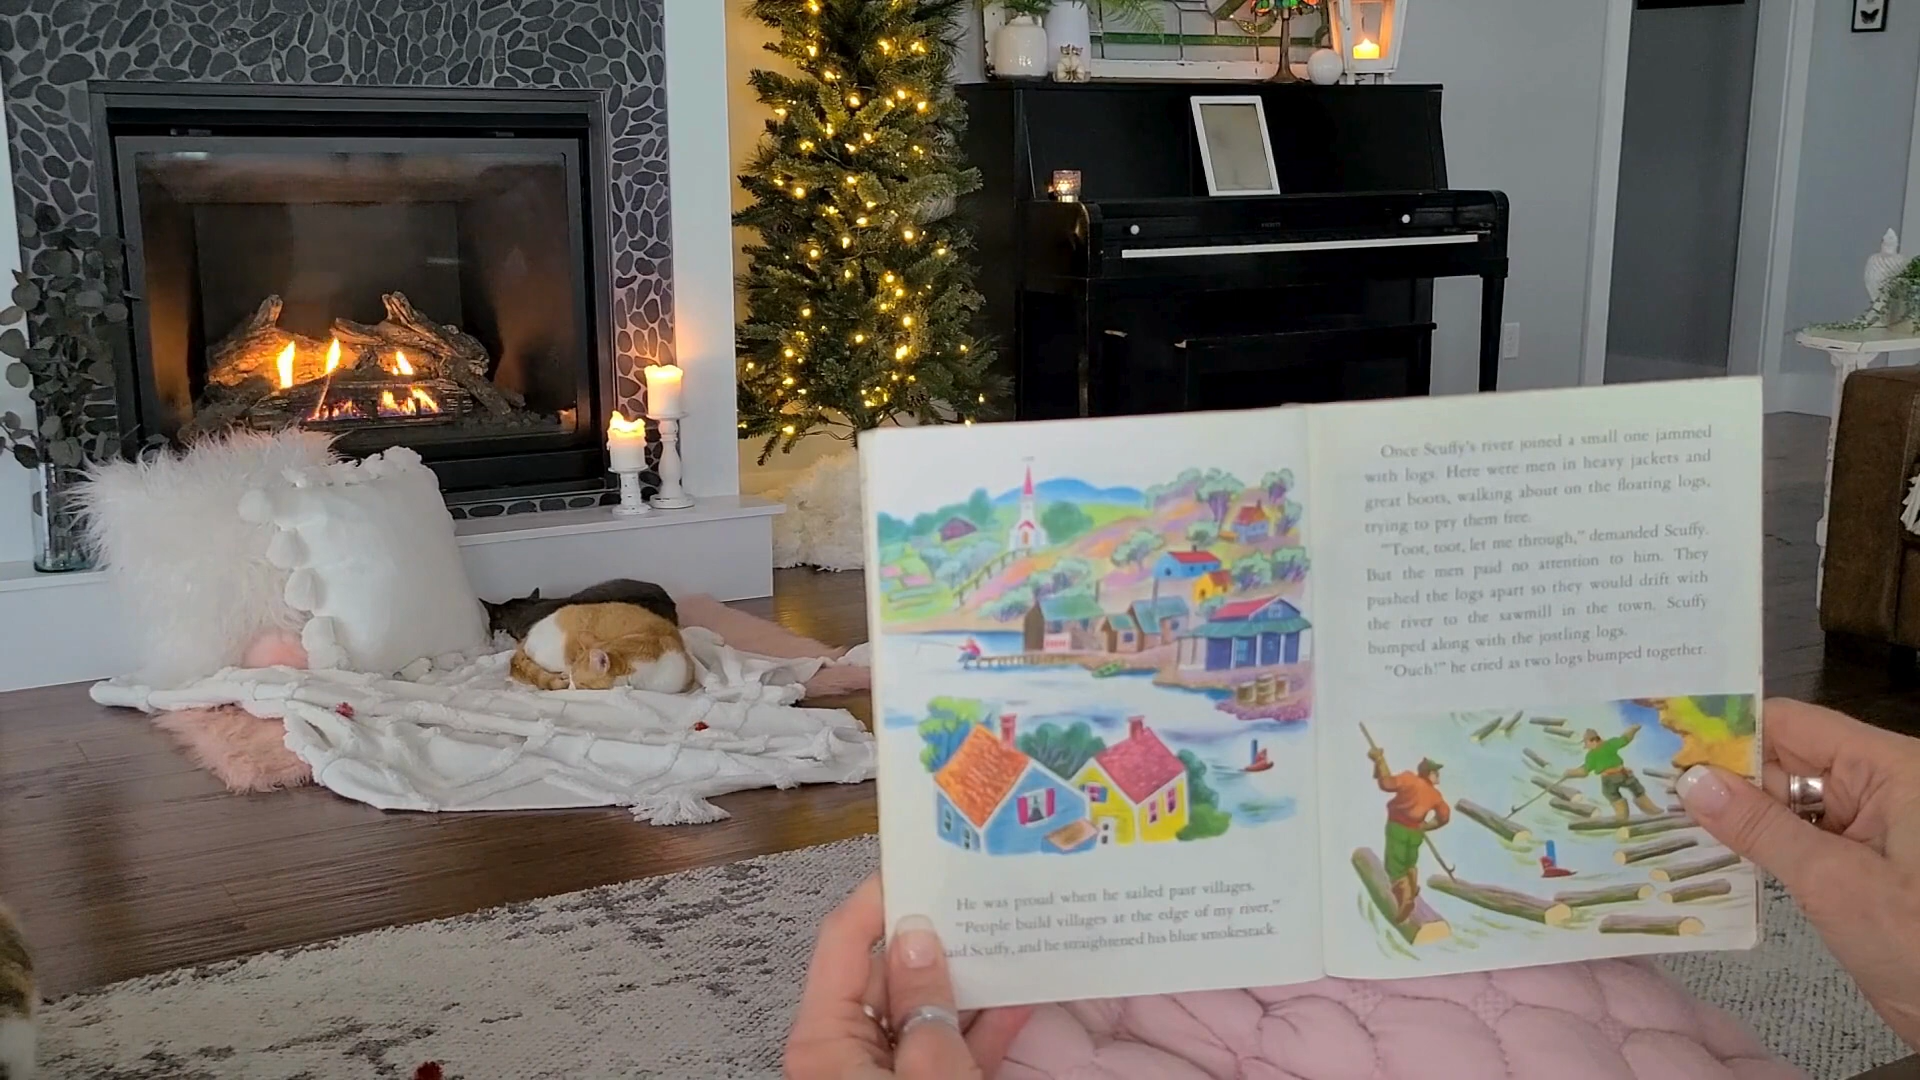 He was proud when he sailed past villages.
"People build villages at the edge of my river,"
said Scuffy, and he straightened his blue smokestack.
Once Scuffy's river joined a small one jammed
with logs. Here were men in heavy jackets and
great boots, walking about on the floating logs,
trying to pry them free.
"Toot, toot, let me through," demanded Scuffy.
But the men paid no attention to him. They
pushed the logs apart so they would drift with
the river to the sawmill in the town. Scuffy
bumped along with the jostling logs.
"Ouch!" he cried as two logs bumped together.